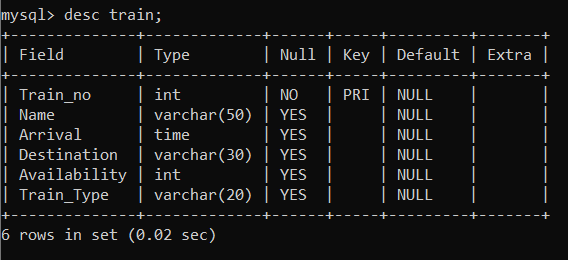 mysql> desc train;
+--------------+-------------+------+-----+---------+-------+
| Field        | Type        | Null | Key | Default | Extra |
+--------------+-------------+------+-----+---------+-------+
| Train_no     | int         | NO   | PRI | NULL    |       |
| Name         | varchar(50) | YES  |     | NULL    |       |
| Arrival      | time        | YES  |     | NULL    |       |
| Destination  | varchar(30) | YES  |     | NULL    |       |
| Availability | int         | YES  |     | NULL    |       |
| Train_Type   | varchar(20) | YES  |     | NULL    |       |
+--------------+-------------+------+-----+---------+-------+
6 rows in set (0.02 sec)